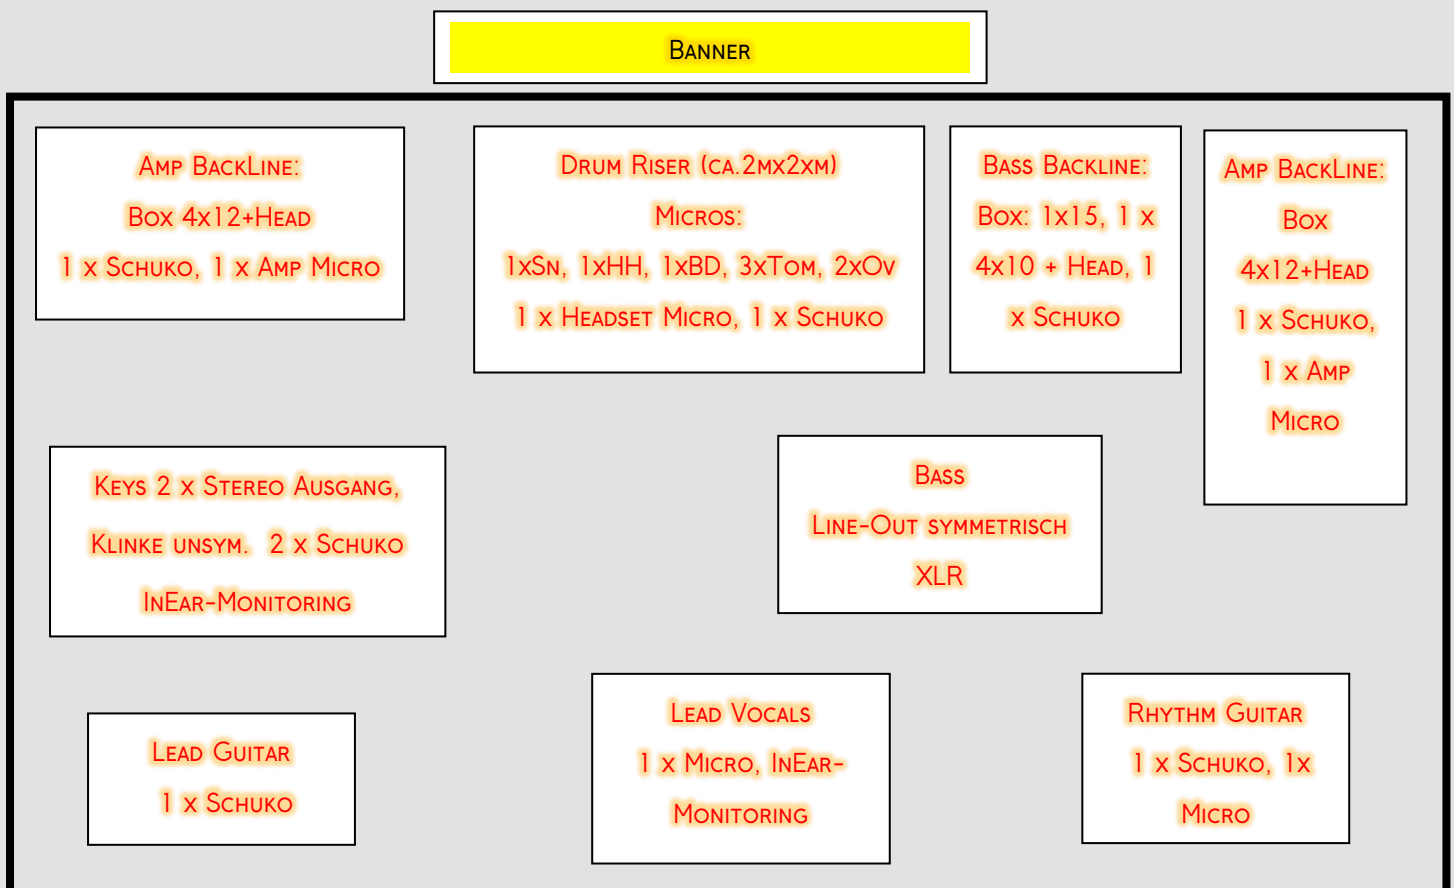 Banner
Amp BackLine:
Box 4x12+Head
1 x Schuko, 1 x Amp Micro
Drum Riser (ca.2mx2xm)
Micros:
1xSn, 1xHH, 1xBD, 3xTom, 2xOv
1 x Headset Micro, 1 x Schuko
Bass Backline:
Box: 1x15, 1 x
4x10 + Head, 1
x Schuko
Amp BackLine:
Box
4x12+Head
1 x Schuko,
1 x Amp
Micro
Keys 2 x Stereo Ausgang,
Klinke unsym. 2 x Schuko
InEar-Monitoring
Bass
Line-Out symmetrisch
XLR
Lead Guitar
1 x Schuko
Lead Vocals
1 x Micro, InEar-
Monitoring
Rhythm Guitar
1 x Schuko, 1x
Micro